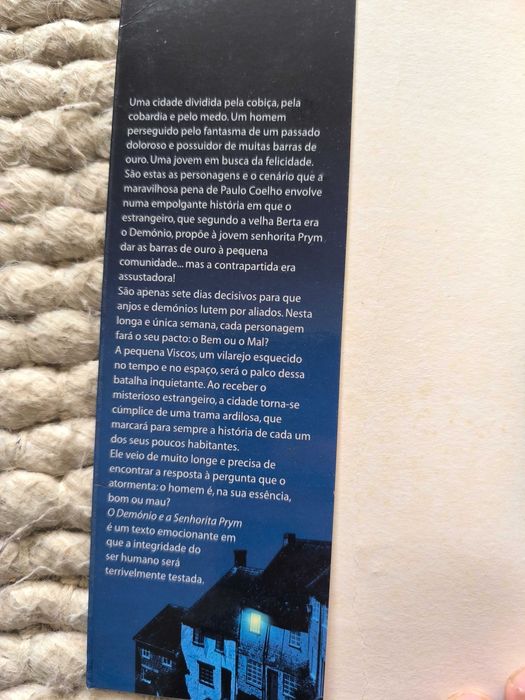 Uma cidade dividida pela cobiça, pela
cobardia e pelo medo. Um homem
perseguido pelo fantasma de um passado
doloroso e possuidor de muitas barras de
ouro. Uma jovem em busca da felicidade.
São estas as personagens e o cenário que a
maravilhosa pena de Paulo Coelho envolve
numa empolgante história em que o
estrangeiro, que segundo a velha Berta era
o Demónio, propõe à jovem senhorita Prym
dar as barras de ouro à pequena
comunidade... mas a contrapartida era
assustadora!
São apenas sete dias decisivos para que
anjos e demónios lutem por aliados. Nesta
longa e única semana, cada personagem
fará o seu pacto: o Bem ou o Mal?
A pequena Viscos, um vilarejo esquecido
no tempo e no espaço, será o palco dessa
batalha inquietante. Ao receber o
misterioso estrangeiro, a cidade torna-se
cúmplice de uma trama ardilosa, que
marcará para sempre a história de cada um
dos seus poucos habitantes.
Ele veio de muito longe e precisa de
encontrar a resposta à pergunta que o
atormenta: o homem é, na sua essência,
bom ou mau?
O Demónio e a Senhorita Prym
é um texto emocionante em
que a integridade do
ser humano será
terrivelmente testada.